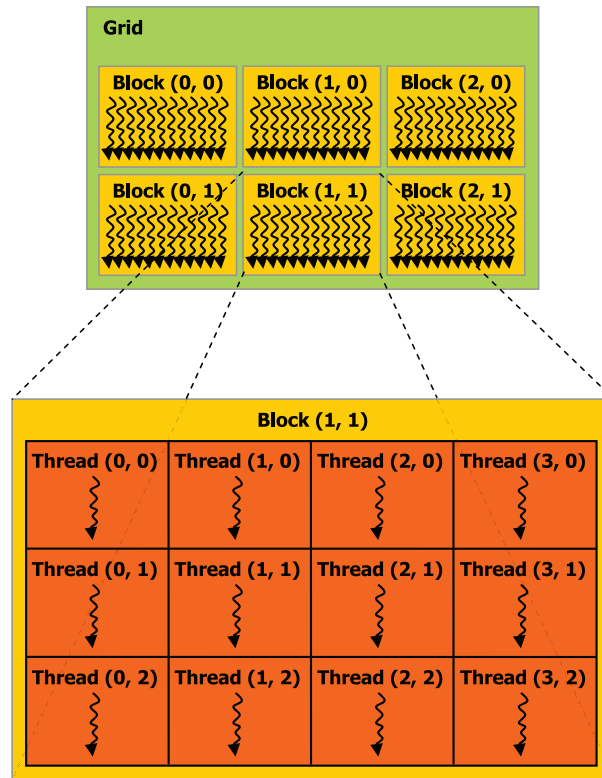 Grid
Block (0, 0) Block (1, 0) Block (2, 0)
Block (0, 1) Block (1, 1) Block (2, 1)
Block (1, 1)
Thread (0, 0) Thread (1, 0) Thread (2, 0) Thread (3, 0)
Thread (0, 1) Thread (1, 1) Thread (2, 1) Thread (3, 1)
Thread (0, 2) Thread (1, 2) Thread (2, 2) Thread (3, 2)